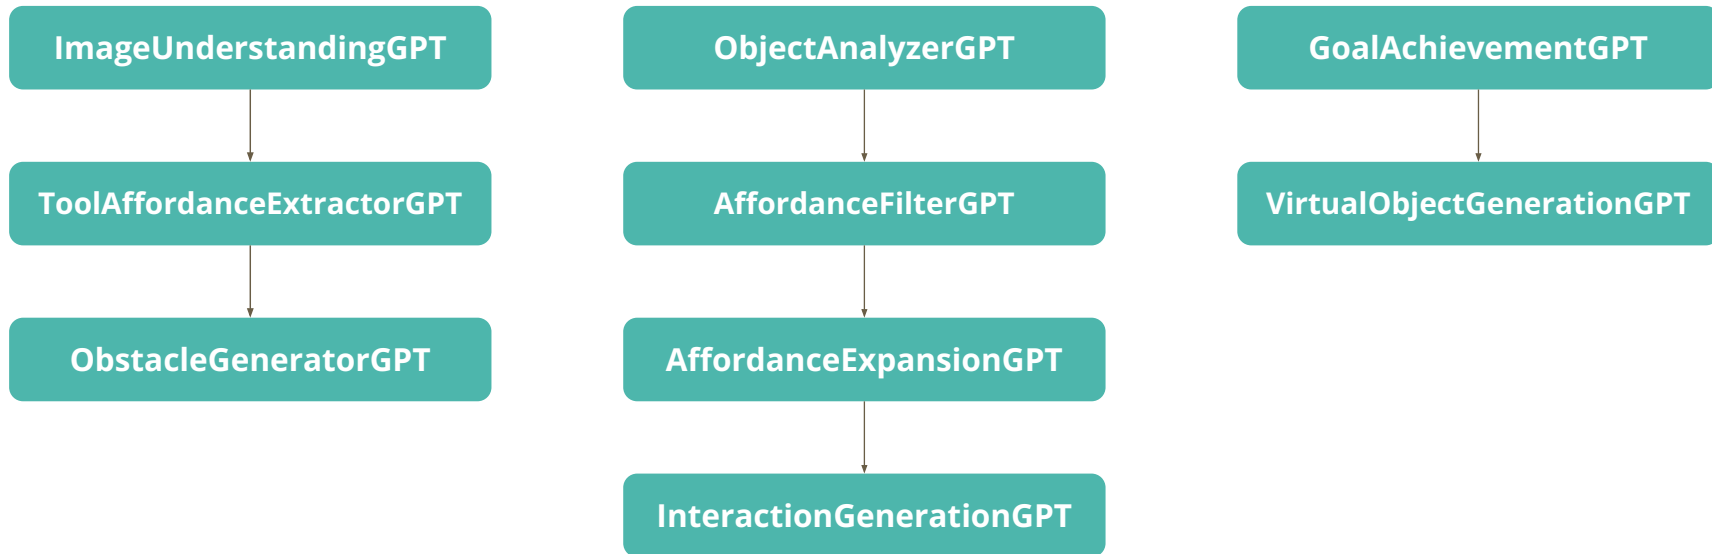 ImageUnderstandingGPT
ToolAffordanceExtractorGPT
ObstacleGeneratorGPT
ObjectAnalyzerGPT
AffordanceFilterGPT
AffordanceExpansionGPT
InteractionGenerationGPT
GoalAchievementGPT
VirtualObjectGenerationGPT